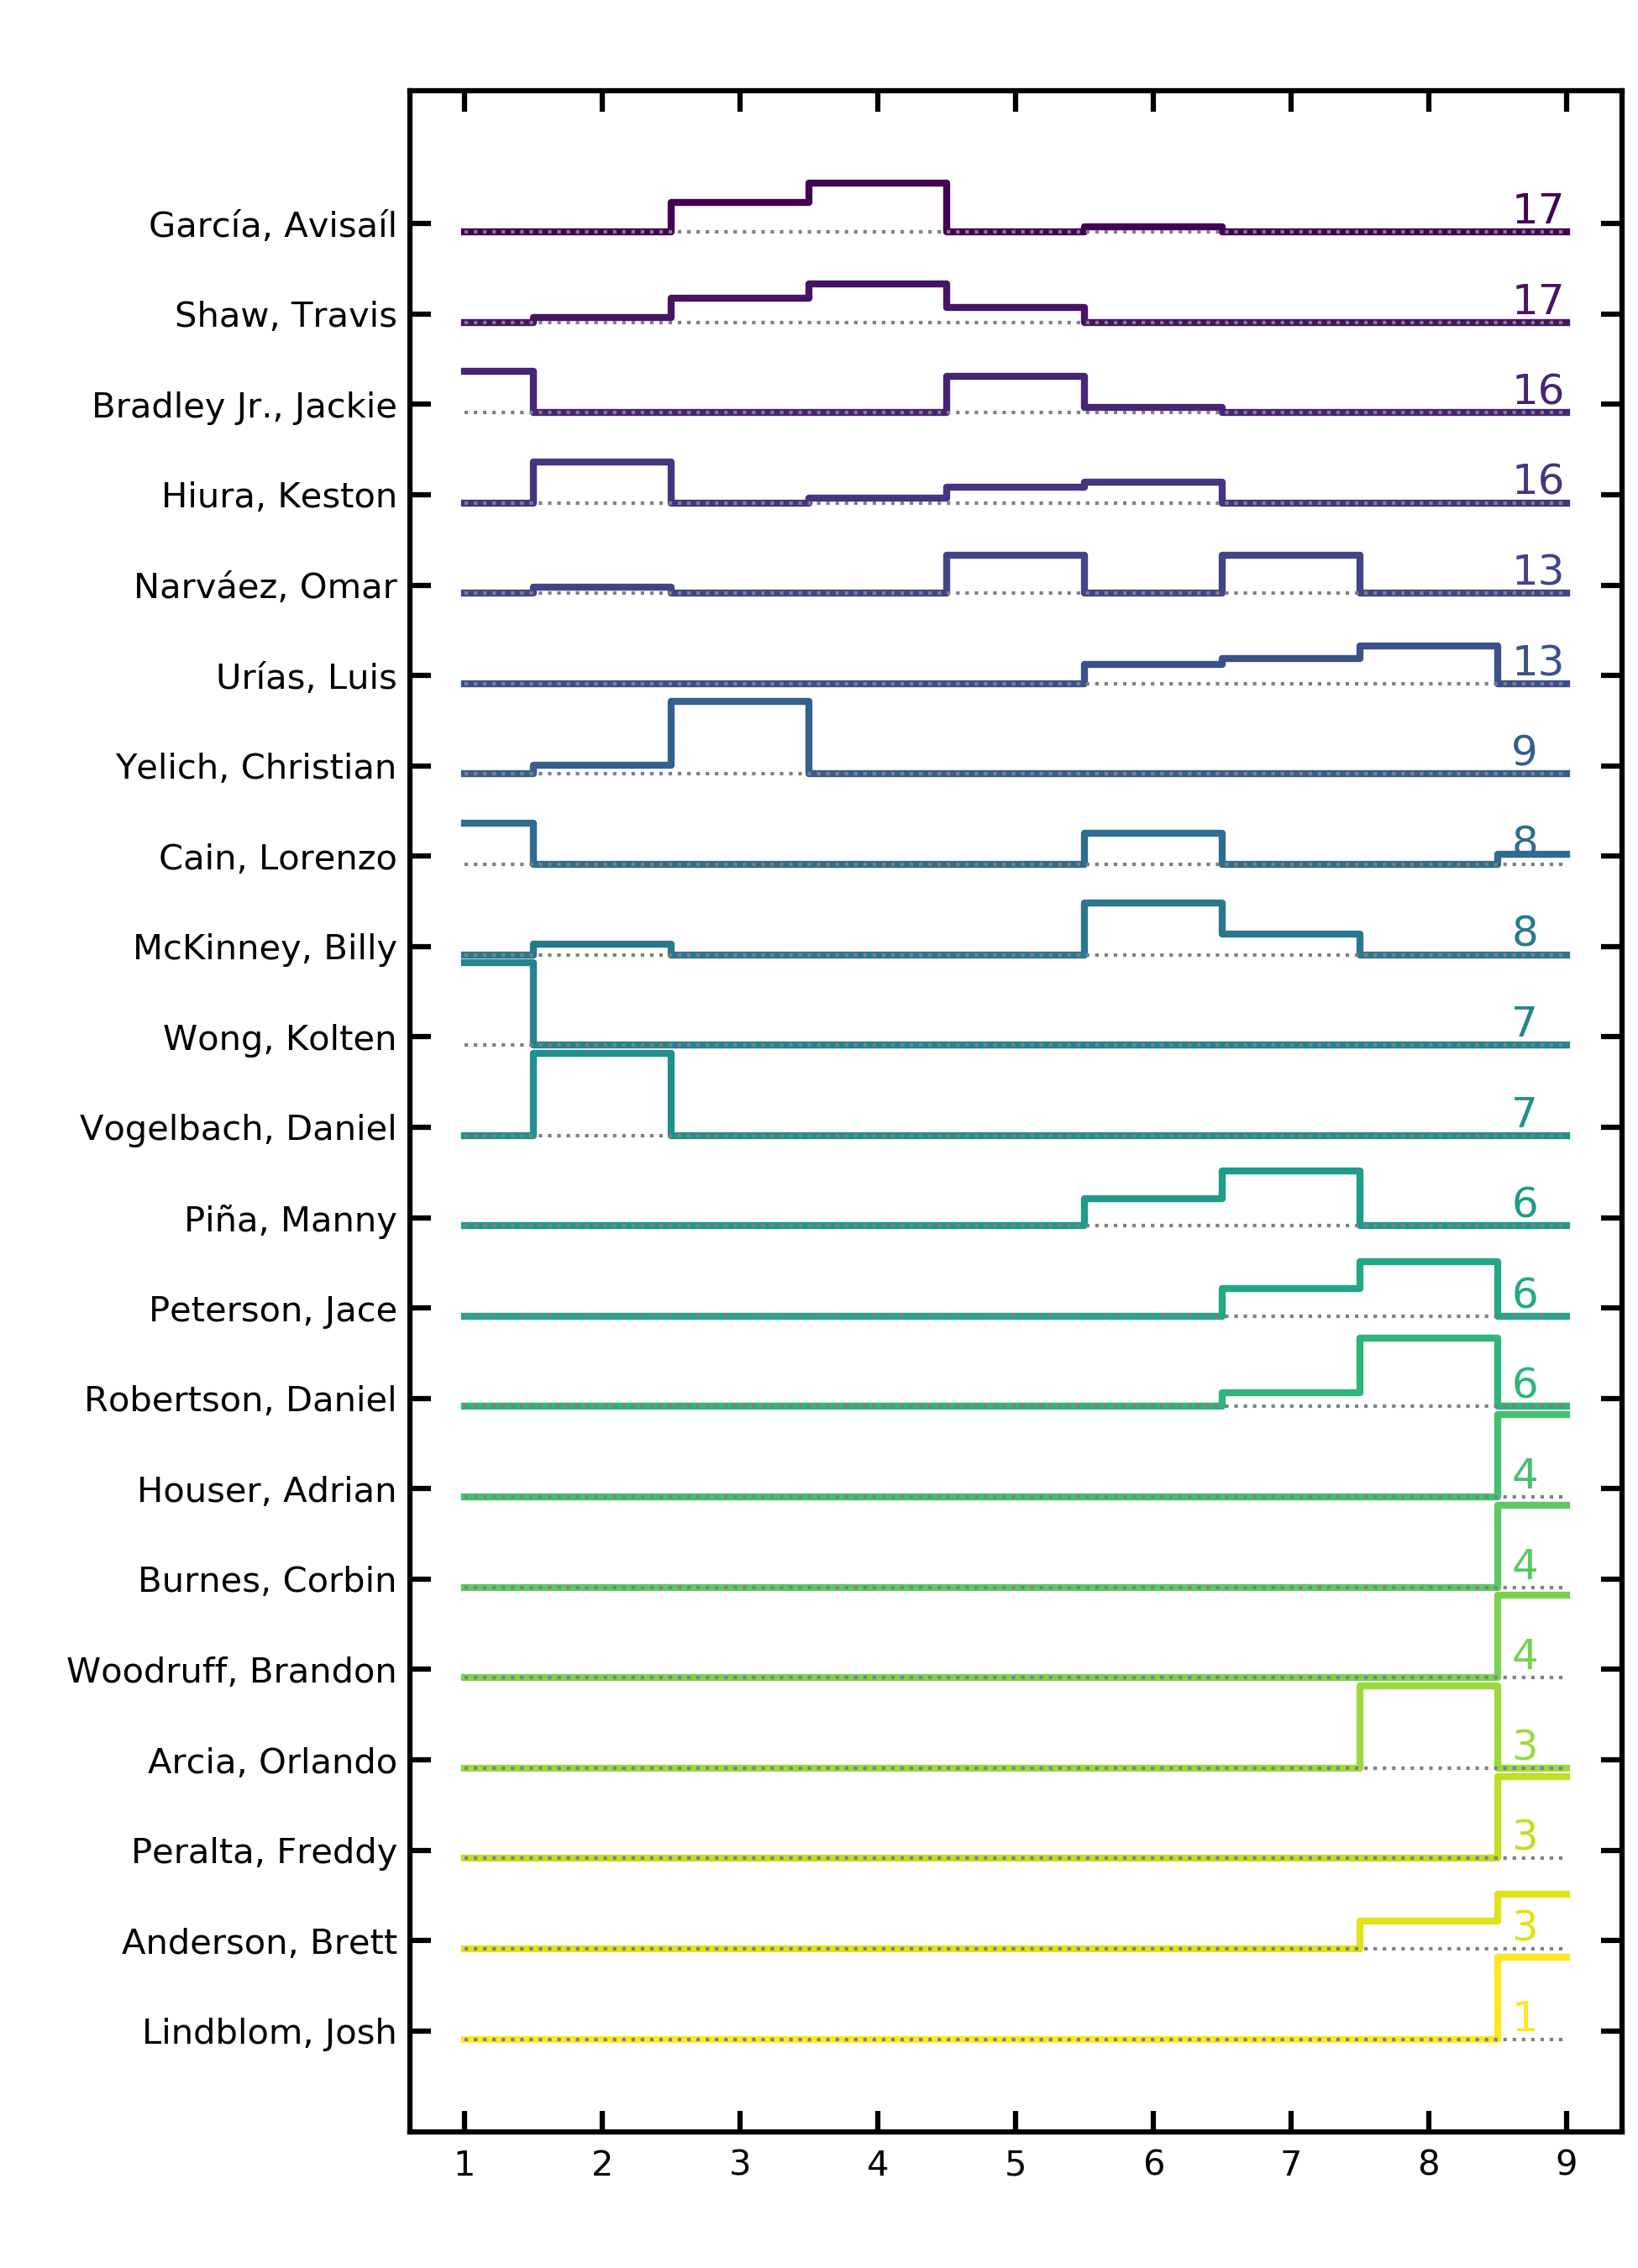 García, Avisaíl 17
Shaw, Travis 17
Bradley Jr., Jackie 16
Hiura, Keston 16
Narváez, Omar 13
Urías, Luis 13
Yelich, Christian 9
Cain, Lorenzo 8
McKinney, Billy 8
Wong, Kolten 7
Vogelbach, Daniel 7
Piña, Manny 6
Peterson, Jace 6
Robertson, Daniel 6
Houser, Adrian 4
Burnes, Corbin 4
Woodruff, Brandon 4
Arcia, Orlando 3
Peralta, Freddy 3
Anderson, Brett 3
Lindblom, Josh 1
1 2 3 4 5 6 7 8 9